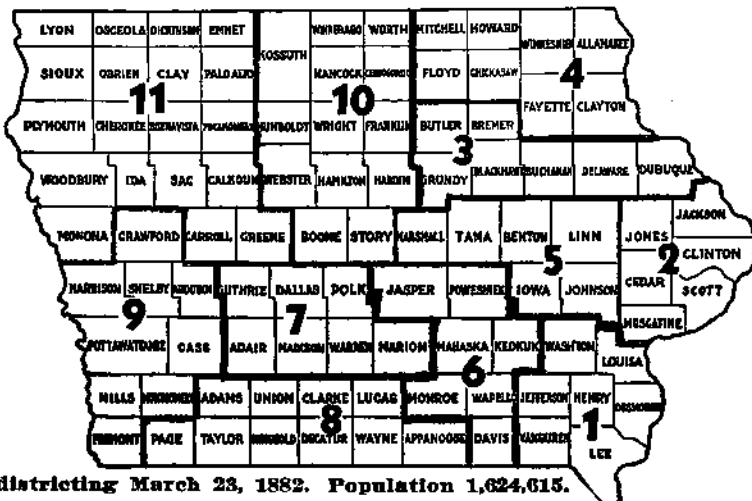 LYON OSCEOLA DICKINSON EMMET WINNEBAGO WORTH MITCHELL HOWARD
KOSSUTH WINNESHIEK ALLAMAKEE
SIOUX OBRIEN CLAY PALO ALTO HANCOCK CERRO GORDO FLOYD CHICKASAW
11 10 4
PLYMOUTH CHEROKEE BUENA VISTA POCAHONTAS HUMBOLDT WRIGHT FRANKLIN BUTLER BREMER FAYETTE CLAYTON
3
WOODBURY IDA SAC CALHOUN WEBSTER HAMILTON HARDIN GRUNDY BLACKHAWK BUCHANAN DELAWARE DUBUQUE
MONONA CRAWFORD CARROLL GREENE BOONE STORY MARSHALL TAMA BENTON LINN JONES JACKSON
5 2 CLINTON
HARRISON SHELBY AUDUBON GUTHRIE DALLAS POLK JASPER POWESHIEK IOWA JOHNSON CEDAR SCOTT
9 7 MUSCATINE
POTTAWATTAMIE CASS ADAIR MADISON WARREN MARION MAHASKA KEOKUK WASH'TON LOUISA
6
MILLS MONTGOMERY ADAMS UNION CLARKE LUCAS MONROE WAPELLO JEFFERSON HENRY DESMOINES
8 1
FREMONT PAGE TAYLOR RINGGOLD DECATUR WAYNE APPANOOSE DAVIS VANBUREN LEE
districting March 23, 1882. Population 1,624,615.